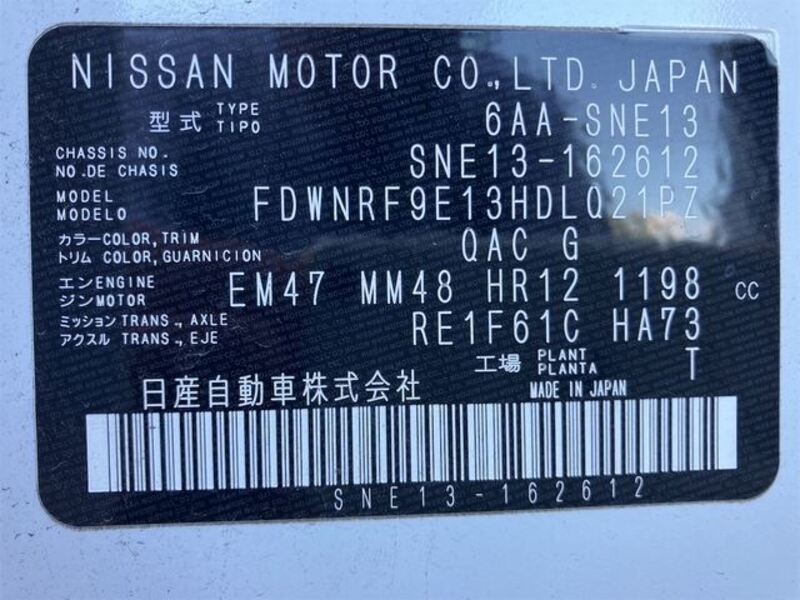 NISSAN MOTOR CO.,LTD. JAPAN
型式 TYPE TIPO 6AA-SNE13
CHASSIS NO. NO.DE CHASIS SNE13-162612
MODEL MODELO FDWNRF9E13HDLQ21PZ
カラーCOLOR,TRIM QAC G
トリム COLOR,GUARNICION
エンENGINE EM47 MM48 HR12 1198 CC
ジンMOTOR
ミッションTRANS.,AXLE RE1F61C HA73
アクスル TRANS.,EJE
工場 PLANT PLANTA T
日産自動車株式会社 MADE IN JAPAN
SNE13-162612